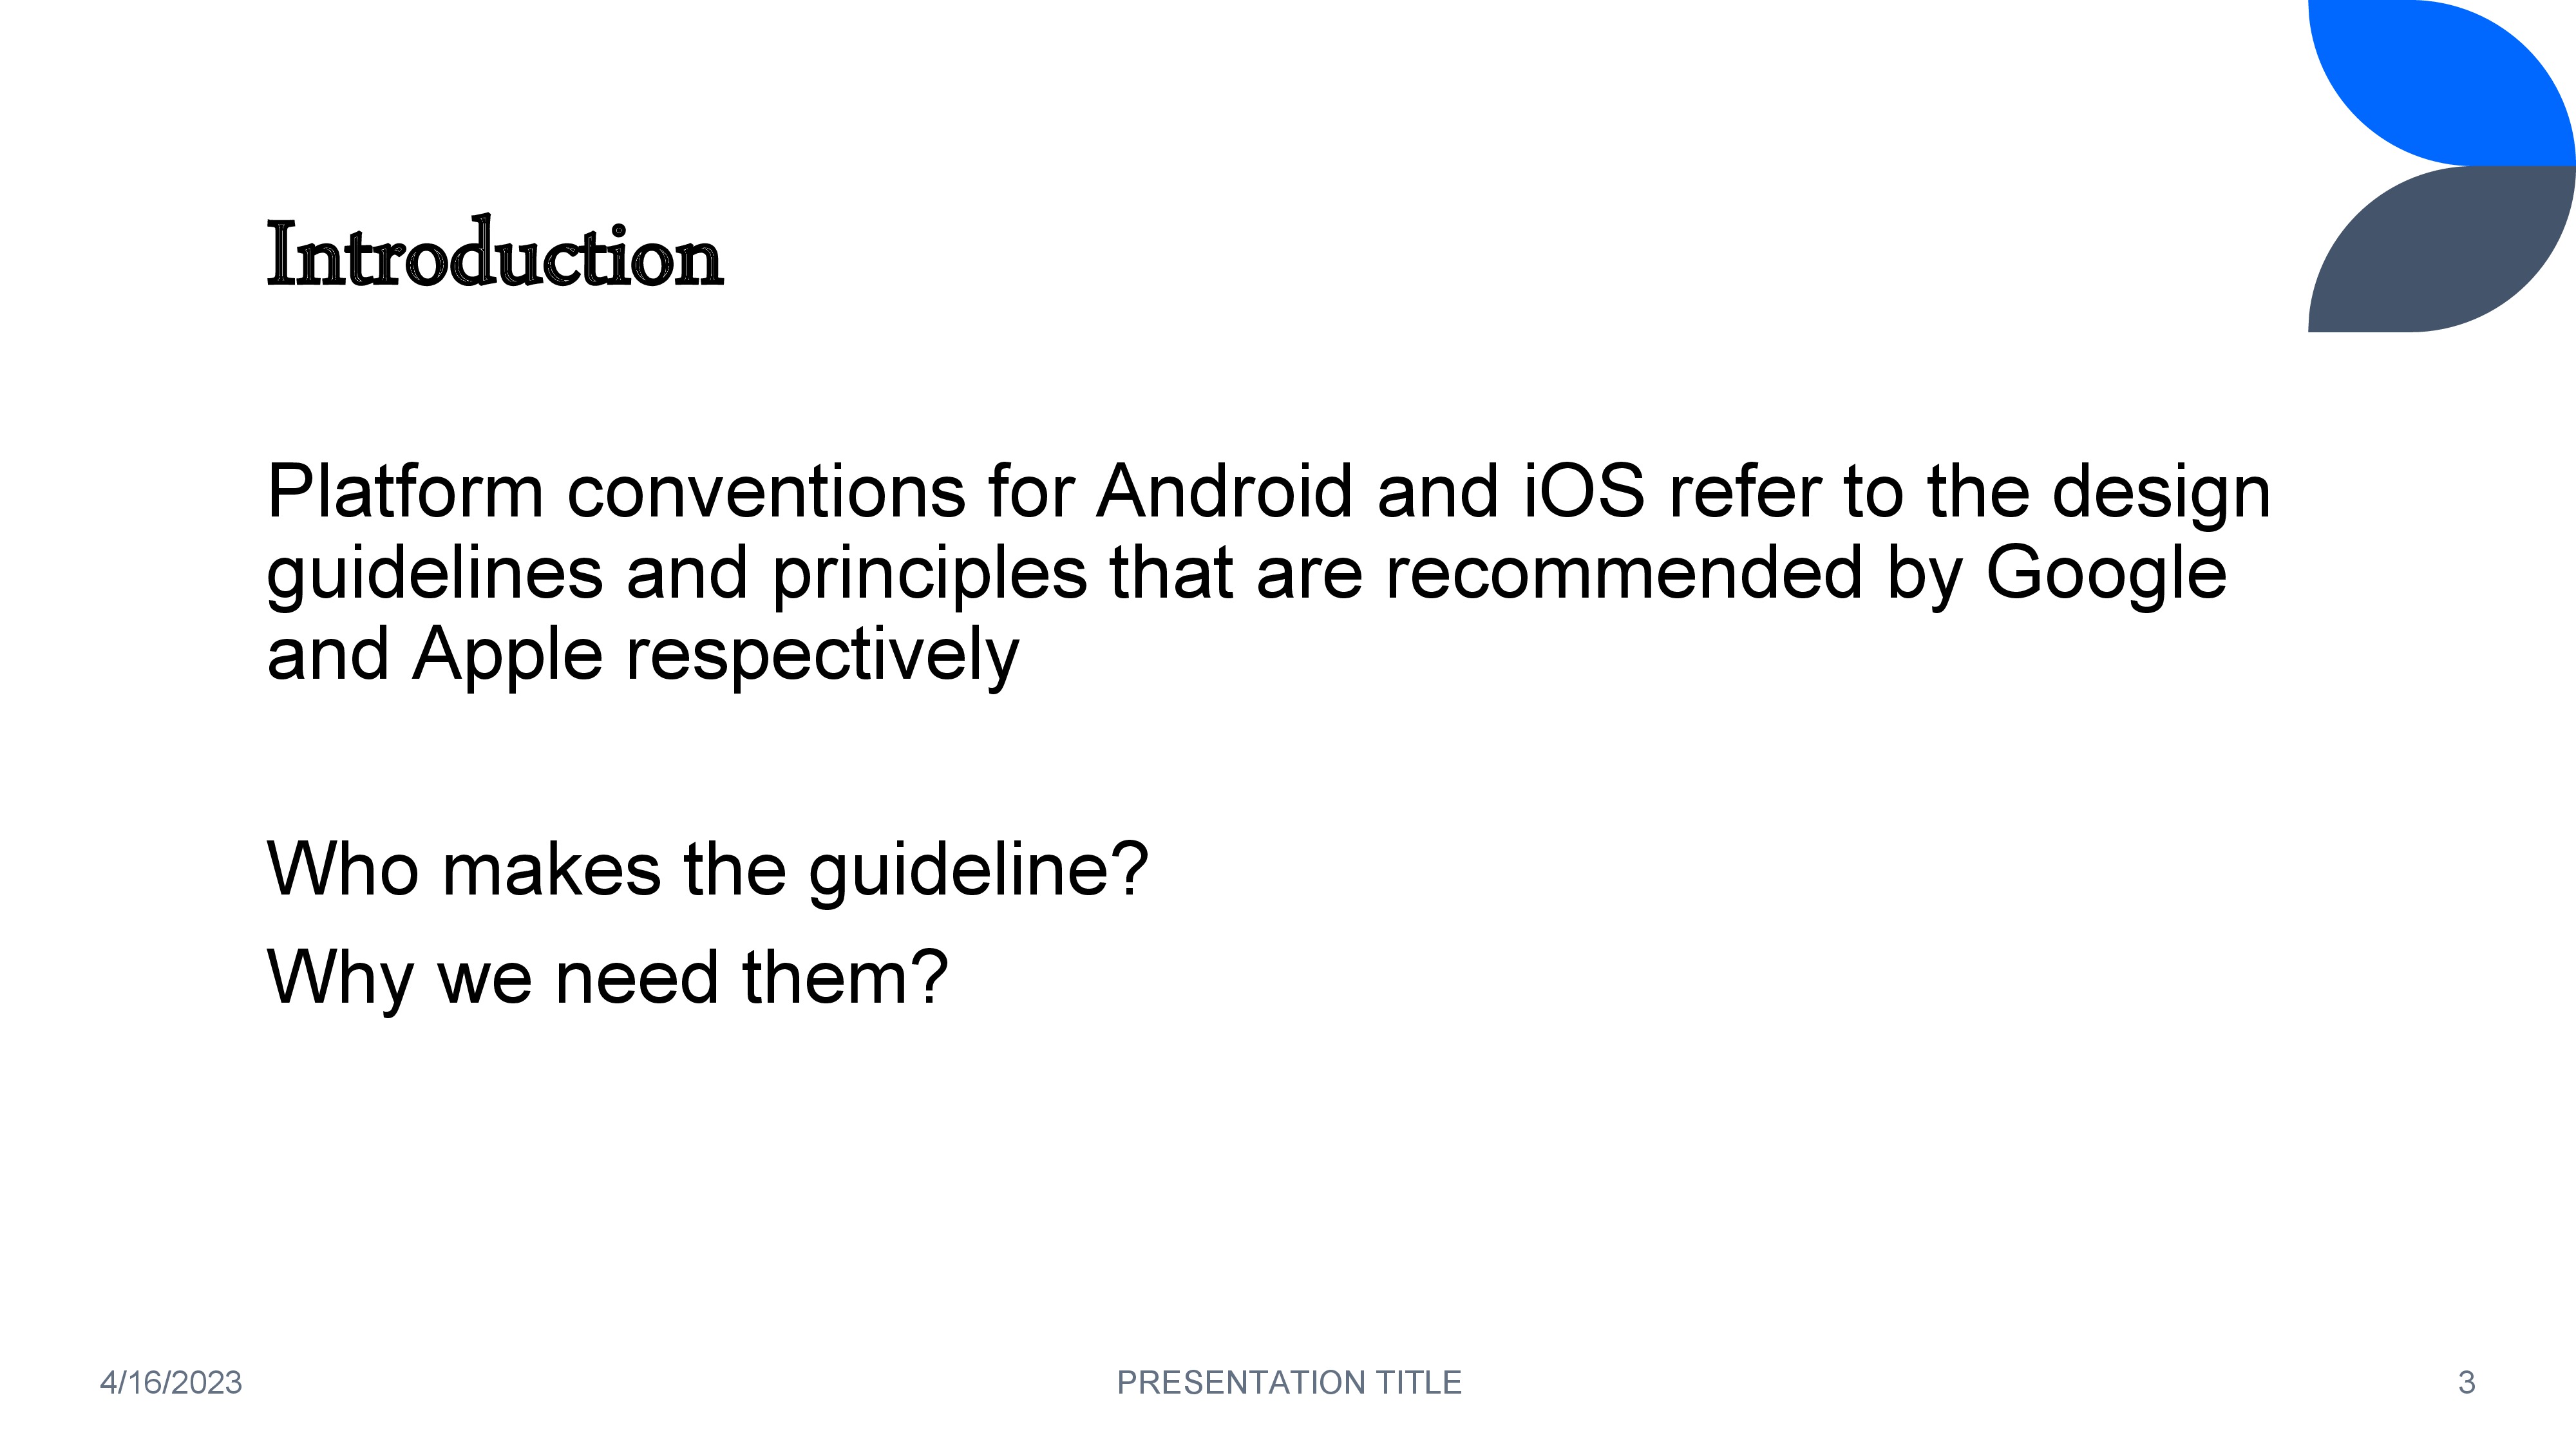 Introduction
Platform conventions for Android and iOS refer to the design
guidelines and principles that are recommended by Google
and Apple respectively
Who makes the guideline?
Why we need them?
4/16/2023
PRESENTATION TITLE
3